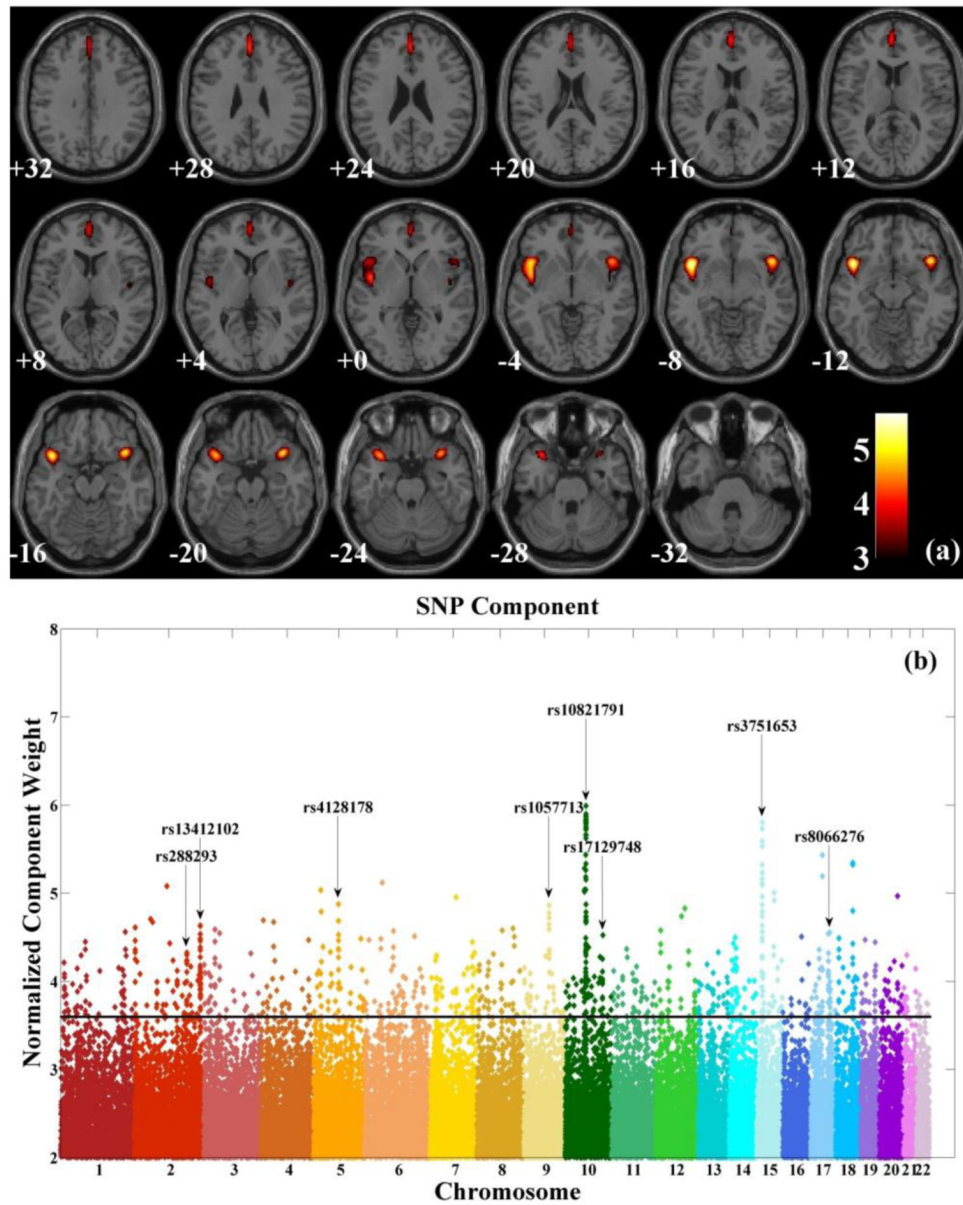 +32 +28 +24 +20 +16 +12
+8 +4 +0 -4 -8 -12
5
4
3
(a)
-16 -20 -24 -28 -32
SNP Component
(b)
8
7
6
5
4
3
2
Normalized Component Weight
rs10821791
rs3751653
rs4128178
rs1057713
rs13412102
rs8066276
rs17129748
rs288293
1 2 3 4 5 6 7 8 9 10 11 12 13 14 15 16 17 18 19 20 21 22
Chromosome